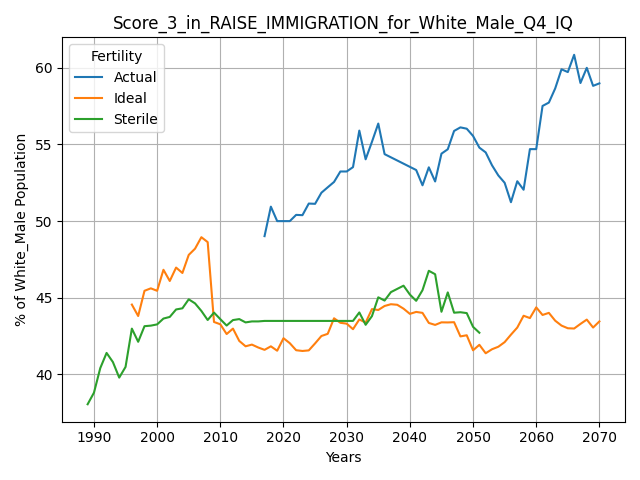 Score_3_in_RAISE_IMMIGRATION_for_White_Male_Q4_IQ
Fertility
Actual
Ideal
Sterile
% of White_Male Population
60
55
50
45
40
1990 2000 2010 2020 2030 2040 2050 2060 2070
Years